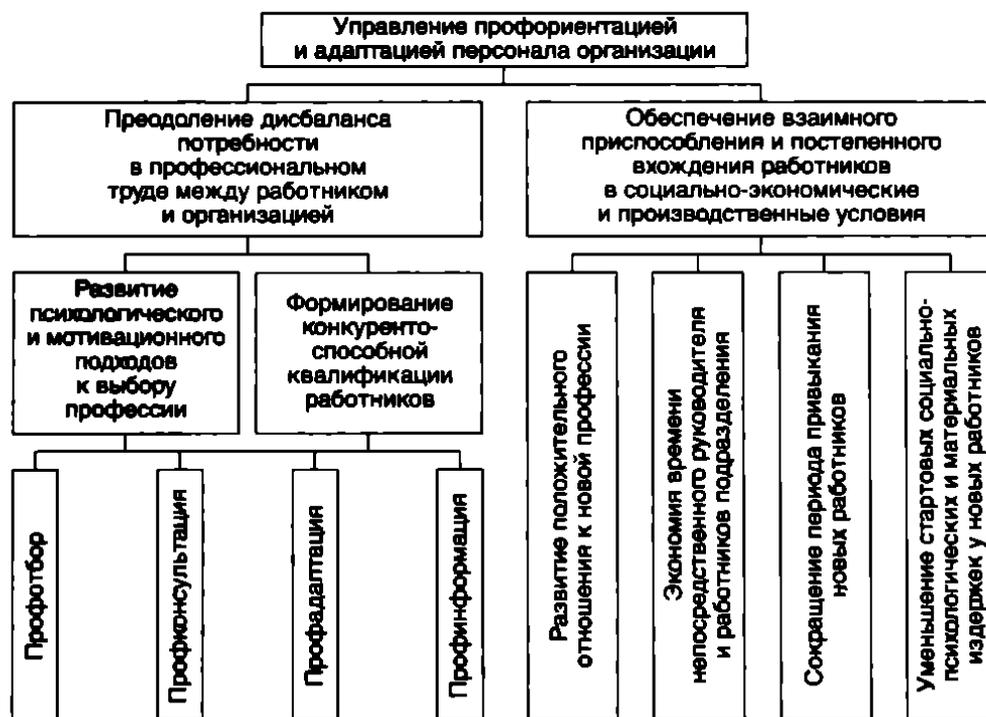 Управление профориентацией
и адаптацией персонала организации
Преодоление дисбаланса
потребности
в профессиональном
труде между работником
и организацией
Обеспечение взаимного
приспособления и постепенного
вхождения работников
в социально-экономические
и производственные условия
Развитие
психологического
и мотивационного
подходов
к выбору
профессии
Формирование
конкуренто-
способной
квалификации
работников
Профотбор
Профконсультация
Профадаптация
Профинформация
Развитие положительного
отношения к новой профессии
Экономия времени
непосредственного руководителя
и работников подразделения
Сокращение периода привыкания
новых работников
Уменьшение стартовых социально-
психологических и материальных
издержек у новых работников